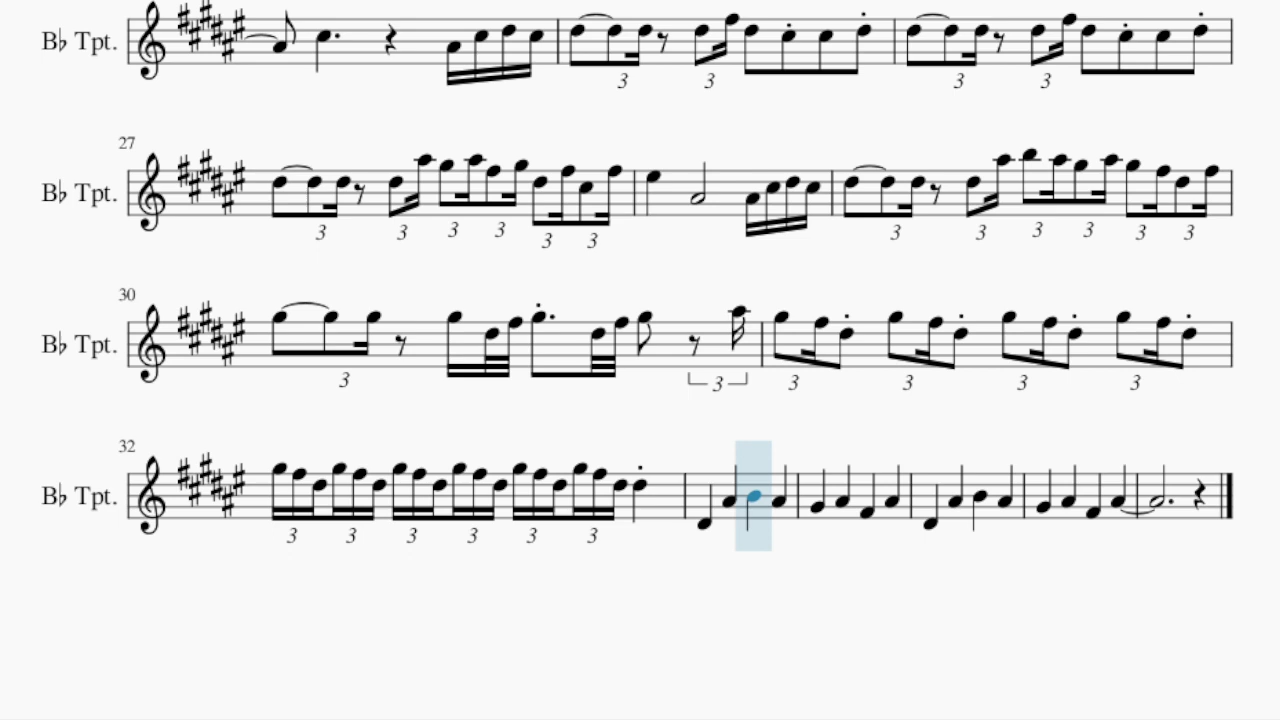 B♭ Tpt.
3 3 3 3
27
B♭ Tpt.
3 3 3 3 3 3 3 3 3 3 3 3
30
B♭ Tpt.
3 3 3 3 3 3
32
B♭ Tpt.
3 3 3 3 3 3